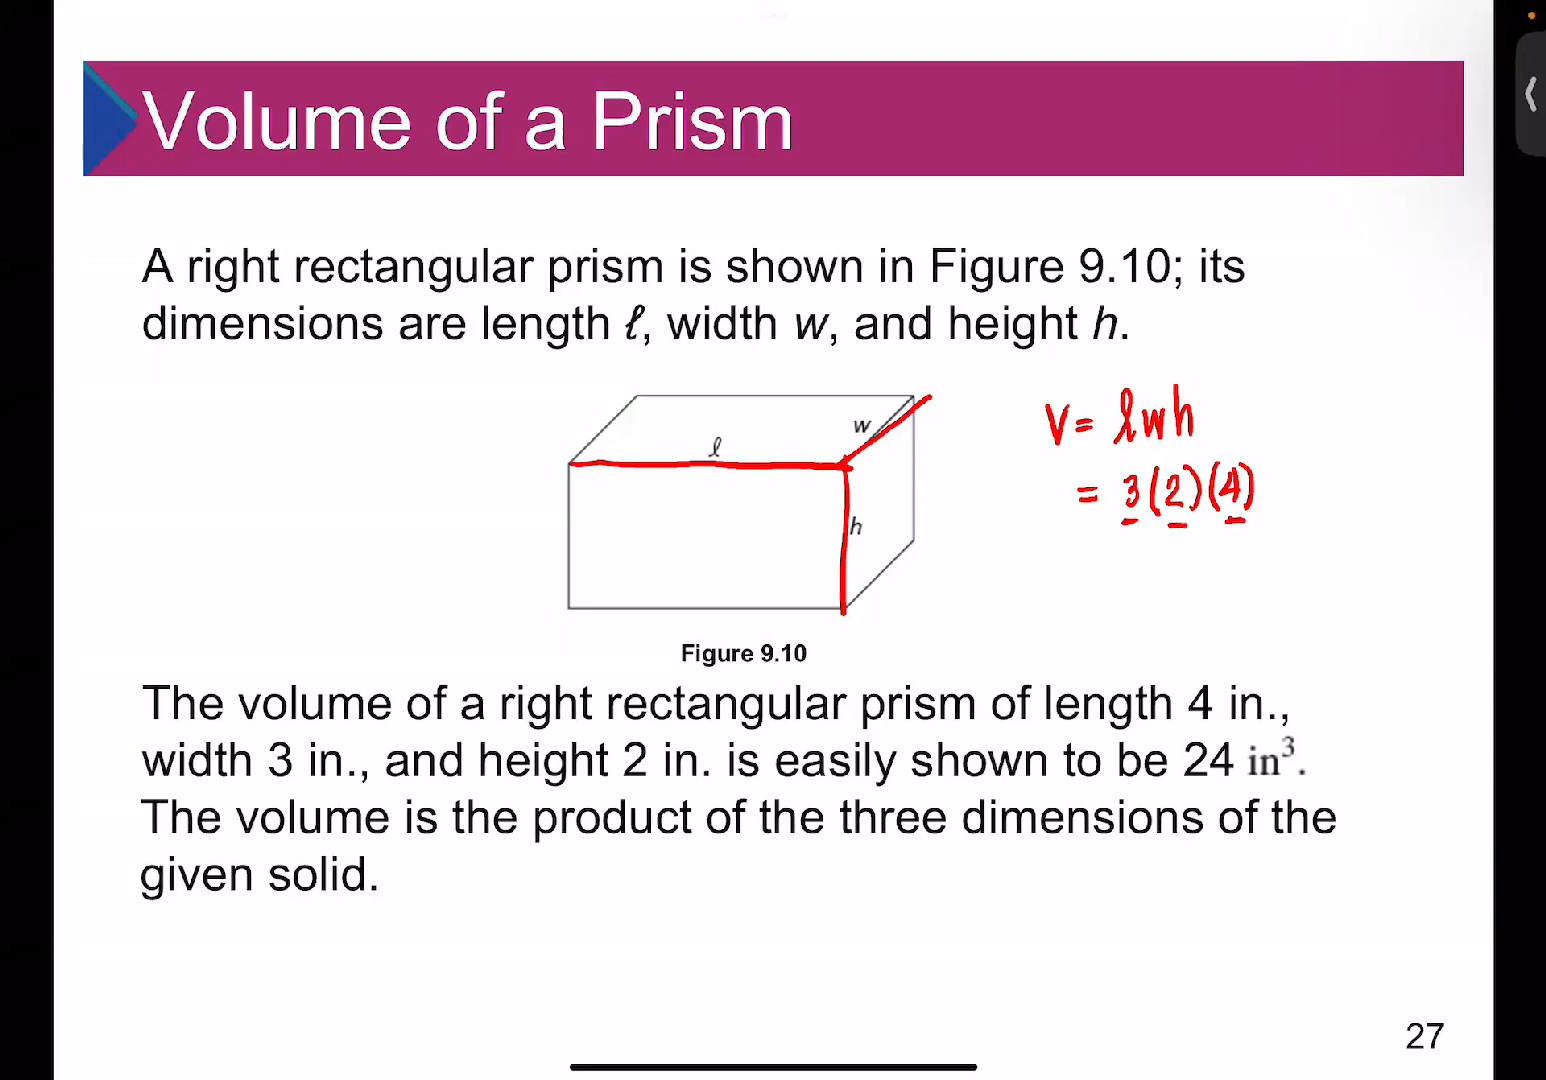 Volume of a Prism
A right rectangular prism is shown in Figure 9.10; its
dimensions are length ℓ, width w, and height h.
V = ℓwh
w
ℓ
= 3(2)(4)
h
Figure 9.10
The volume of a right rectangular prism of length 4 in.,
width 3 in., and height 2 in. is easily shown to be 24 in³.
The volume is the product of the three dimensions of the
given solid.
27